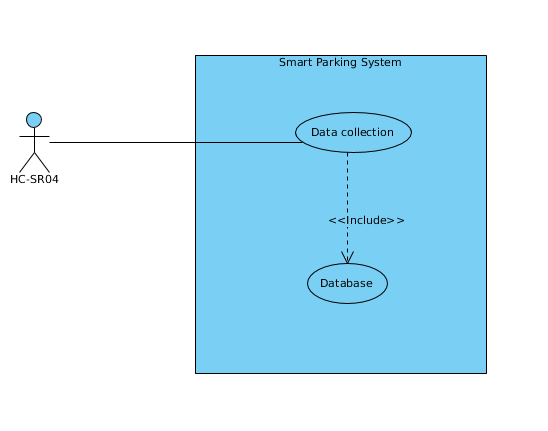 Smart Parking System
Data collection
HC-SR04
<<Include>>
Database